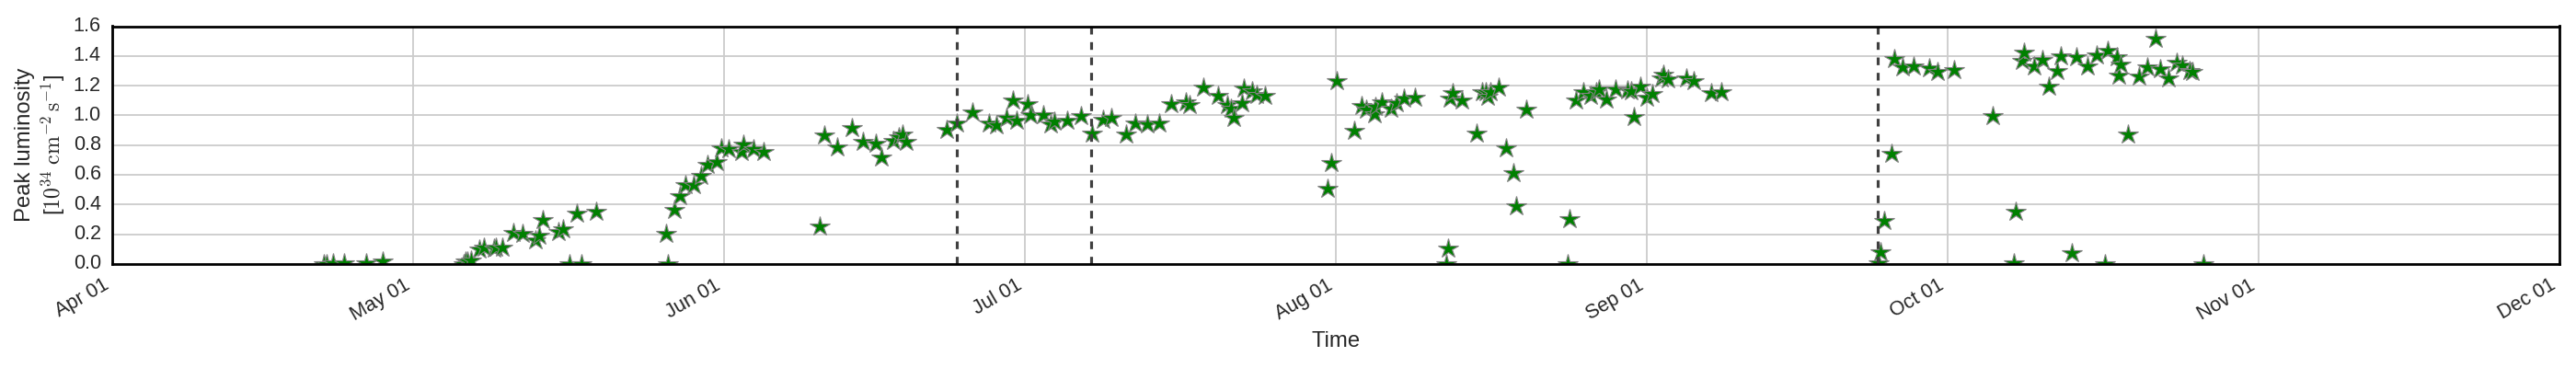 Peak luminosity
[10³⁴ cm⁻² s⁻¹]
1.6
1.4
1.2
1.0
0.8
0.6
0.4
0.2
0.0
Apr 01
May 01
Jun 01
Jul 01
Aug 01
Sep 01
Oct 01
Nov 01
Dec 01
Time